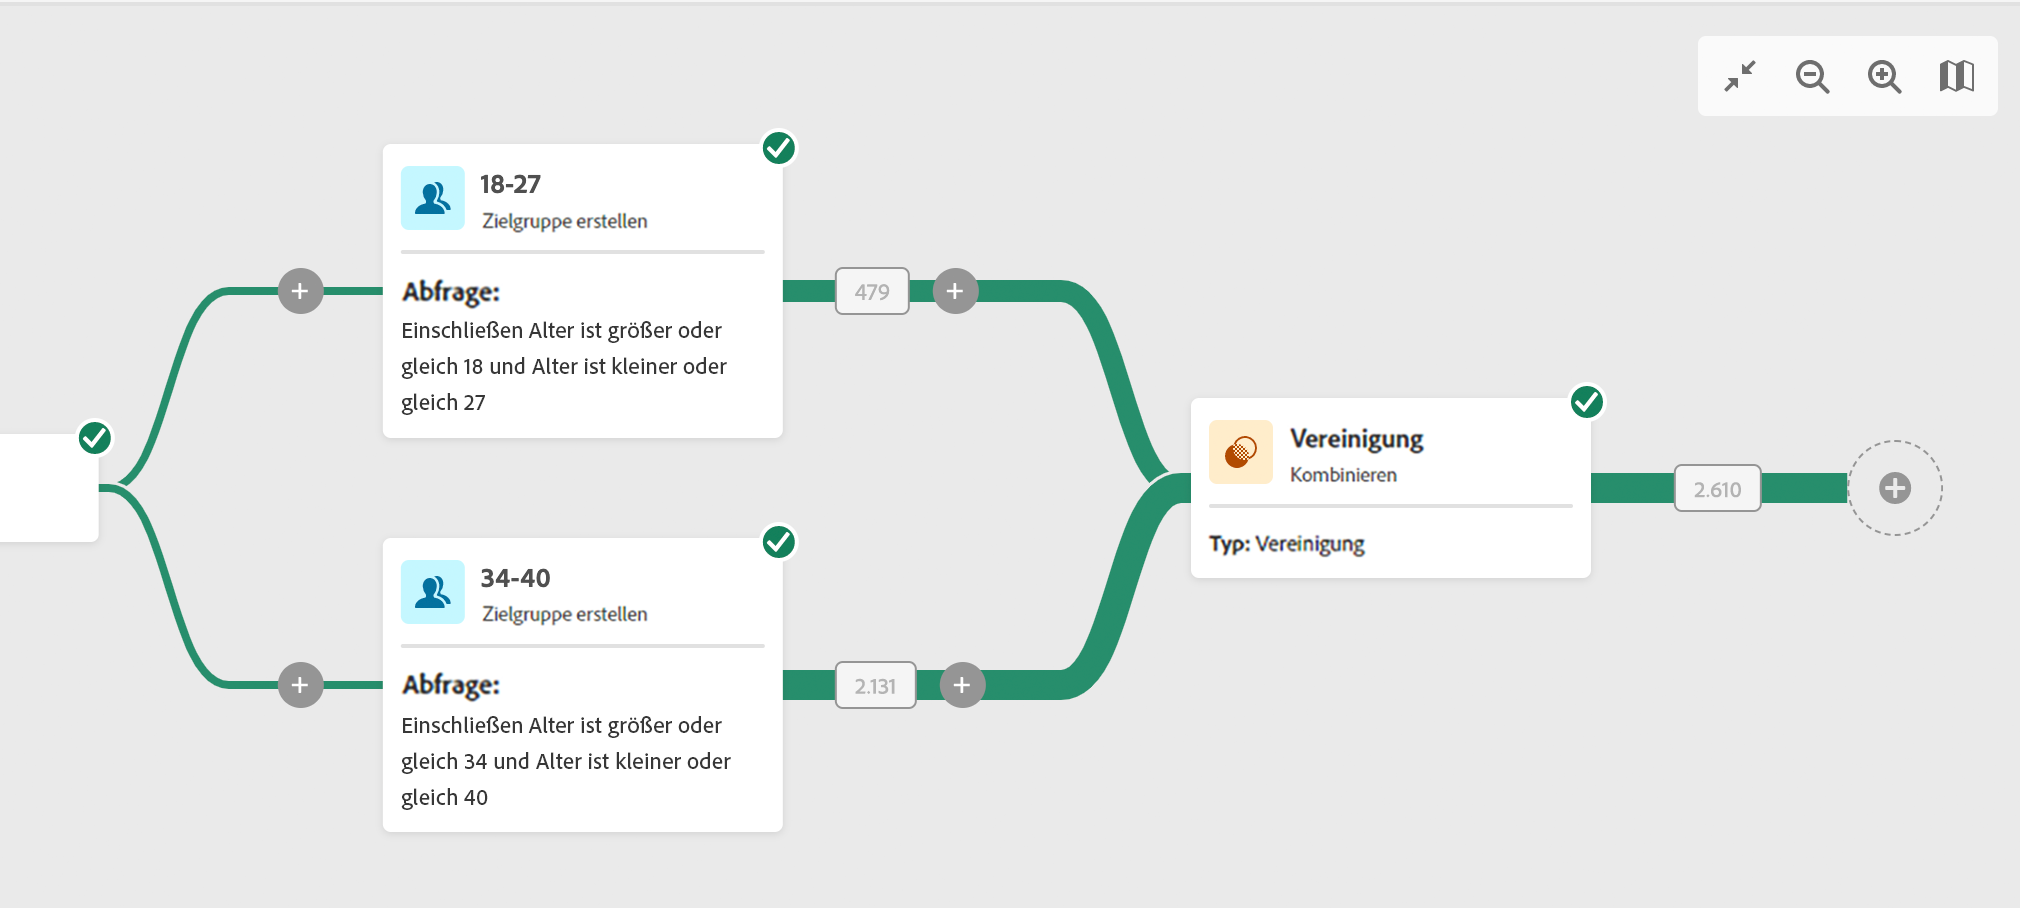 18-27
Zielgruppe erstellen
Abfrage:
Einschließen Alter ist größer oder
gleich 18 und Alter ist kleiner oder
gleich 27
479
34-40
Zielgruppe erstellen
Abfrage:
Einschließen Alter ist größer oder
gleich 34 und Alter ist kleiner oder
gleich 40
2.131
Vereinigung
Kombinieren
Typ: Vereinigung
2.610